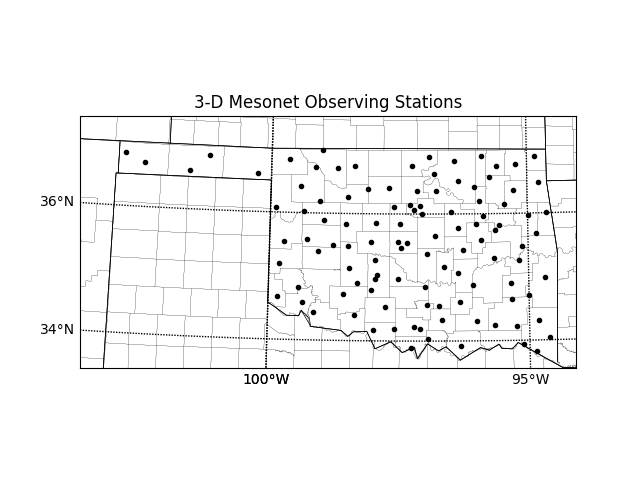 3-D Mesonet Observing Stations
36°N
34°N
100°W 95°W